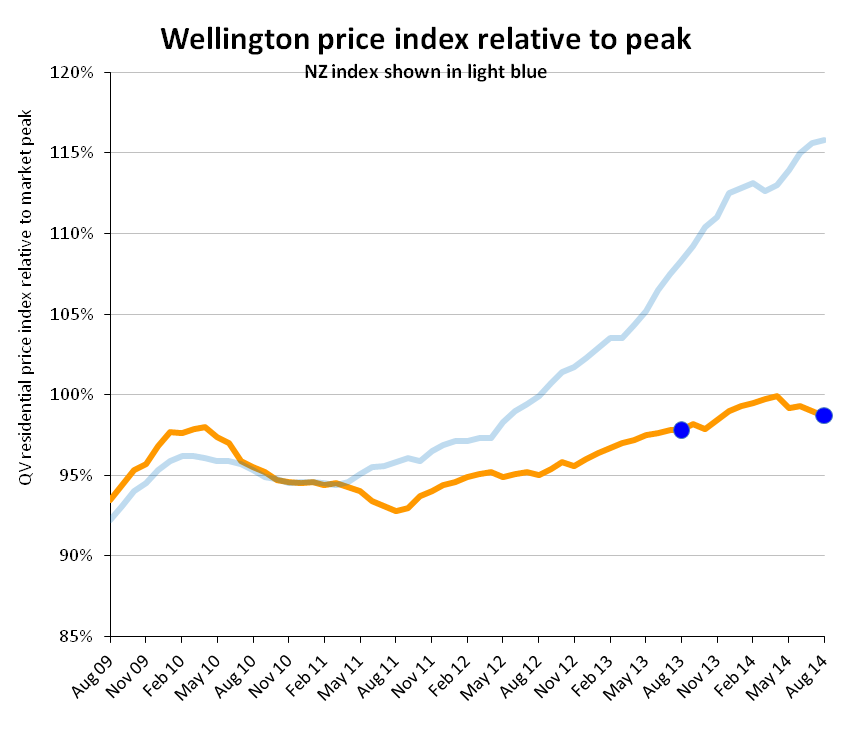 Wellington price index relative to peak
NZ index shown in light blue
QV residential price index relative to market peak
120%
115%
110%
105%
100%
95%
90%
85%
Aug 09
Nov 09
Feb 10
May 10
Aug 10
Nov 10
Feb 11
May 11
Aug 11
Nov 11
Feb 12
May 12
Aug 12
Nov 12
Feb 13
May 13
Aug 13
Nov 13
Feb 14
May 14
Aug 14